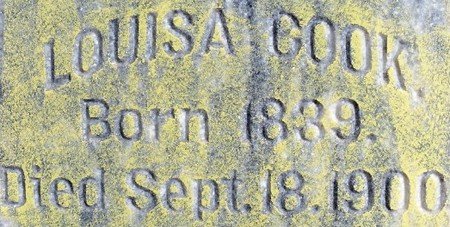 LOUISA COOK.
Born 1839.
Died Sept. 18. 1900